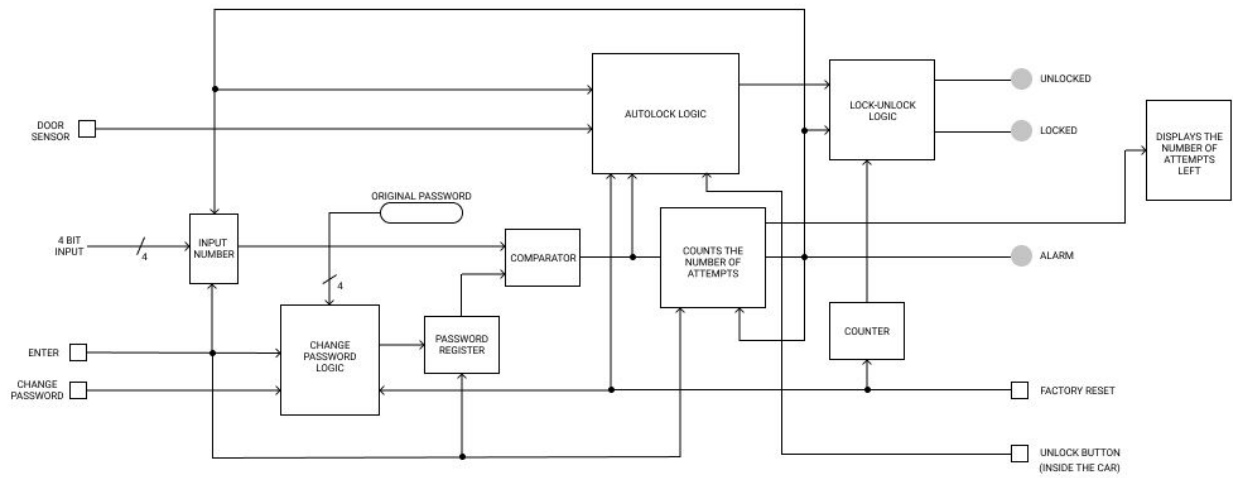 UNLOCKED
AUTOLOCK LOGIC
LOCK-UNLOCK
LOGIC
DOOR
SENSOR
LOCKED
DISPLAYS THE
NUMBER OF
ATTEMPTS
LEFT
ORIGINAL PASSWORD
4 BIT
INPUT
4
INPUT
NUMBER
COMPARATOR
COUNTS THE
NUMBER OF
ATTEMPTS
ALARM
4
ENTER
CHANGE
PASSWORD
LOGIC
PASSWORD
REGISTER
COUNTER
CHANGE
PASSWORD
FACTORY RESET
UNLOCK BUTTON
(INSIDE THE CAR)